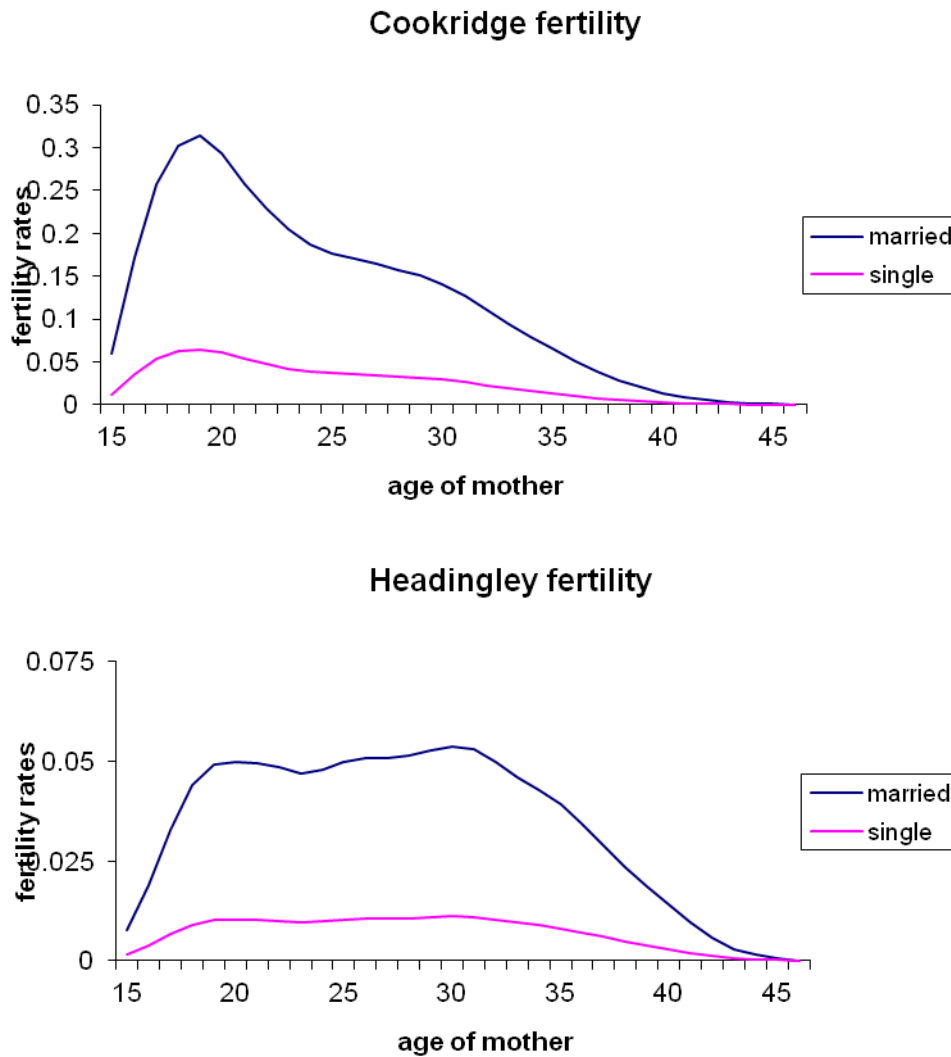 Cookridge fertility
0.35
0.3
0.25
0.2
0.15
0.1
0.05
0
fertility rates
married
single
15 20 25 30 35 40 45
age of mother
Headingley fertility
0.075
0.05
0.025
0
fertility rates
married
single
15 20 25 30 35 40 45
age of mother